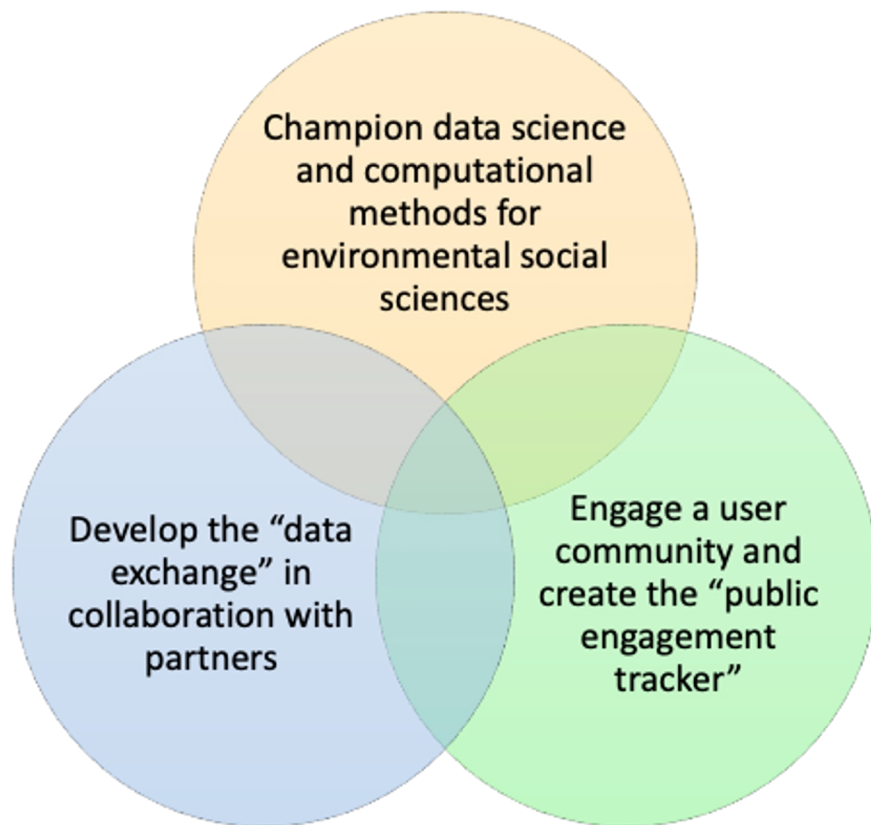 Champion data science
and computational
methods for
environmental social
sciences
Develop the “data
exchange” in
collaboration with
partners
Engage a user
community and
create the “public
engagement
tracker”